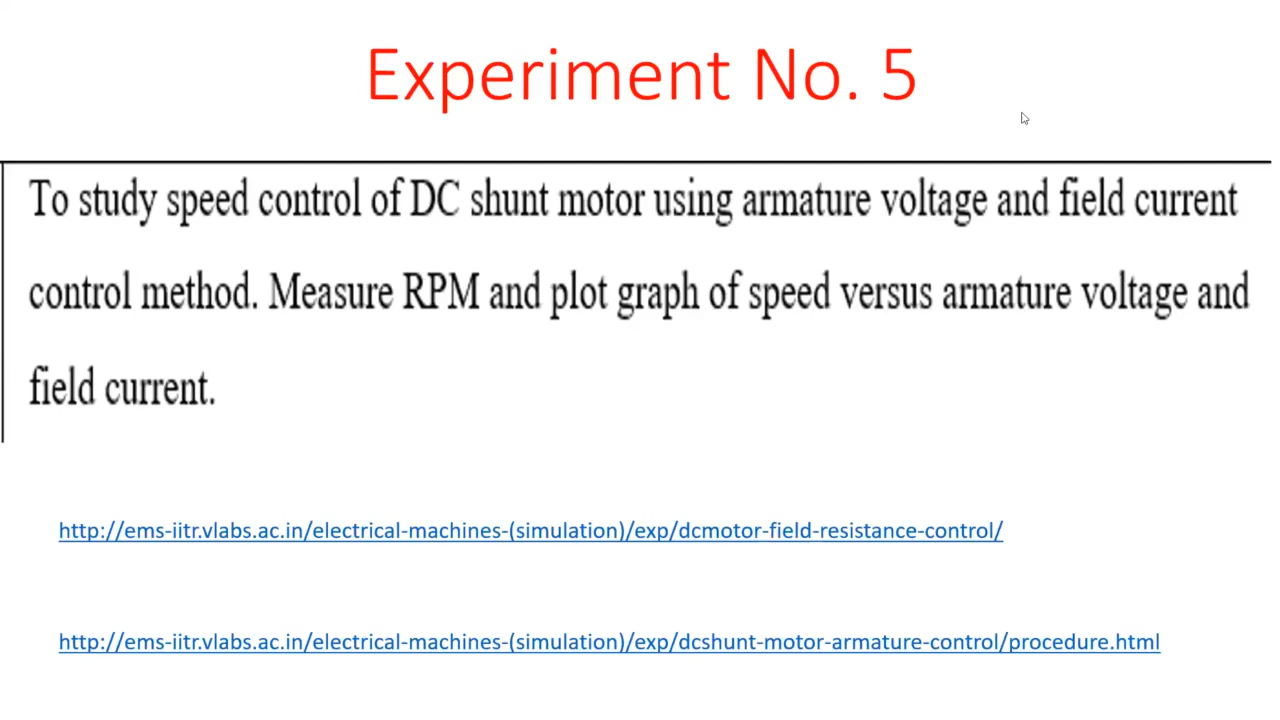 Experiment No. 5
To study speed control of DC shunt motor using armature voltage and field current
control method. Measure RPM and plot graph of speed versus armature voltage and
field current.
http://ems-iitr.vlabs.ac.in/electrical-machines-(simulation)/exp/dcmotor-field-resistance-control/
http://ems-iitr.vlabs.ac.in/electrical-machines-(simulation)/exp/dcshunt-motor-armature-control/procedure.html